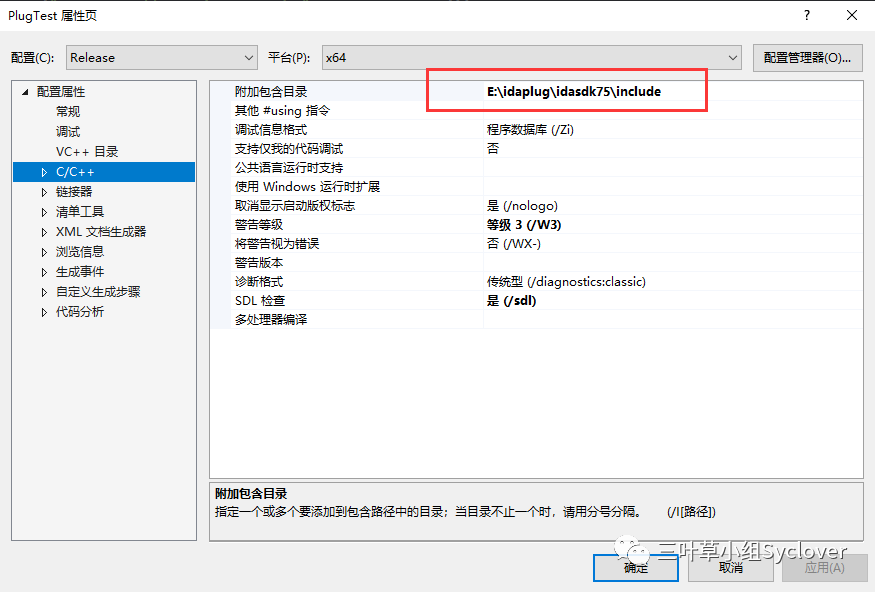 PlugTest 属性页
配置(C): Release 平台(P): x64 配置管理器(O)...
配置属性
常规
调试
VC++ 目录
C/C++
链接器
清单工具
XML 文档生成器
浏览信息
生成事件
自定义生成步骤
代码分析
附加包含目录 E:\idaplug\idasdk75\include
其他 #using 指令
调试信息格式 程序数据库 (/Zi)
支持仅我的代码调试 否
公共语言运行时支持
使用 Windows 运行时扩展
取消显示启动版权标志 是 (/nologo)
警告等级 等级 3 (/W3)
将警告视为错误 否 (/WX-)
警告版本
诊断格式 传统型 (/diagnostics:classic)
SDL 检查 是 (/sdl)
多处理器编译
附加包含目录
指定一个或多个要添加到包含路径中的目录；当目录不止一个时，请用分号分隔。 (/I[路径])
三叶草小组Syclover
确定 取消 应用(A)